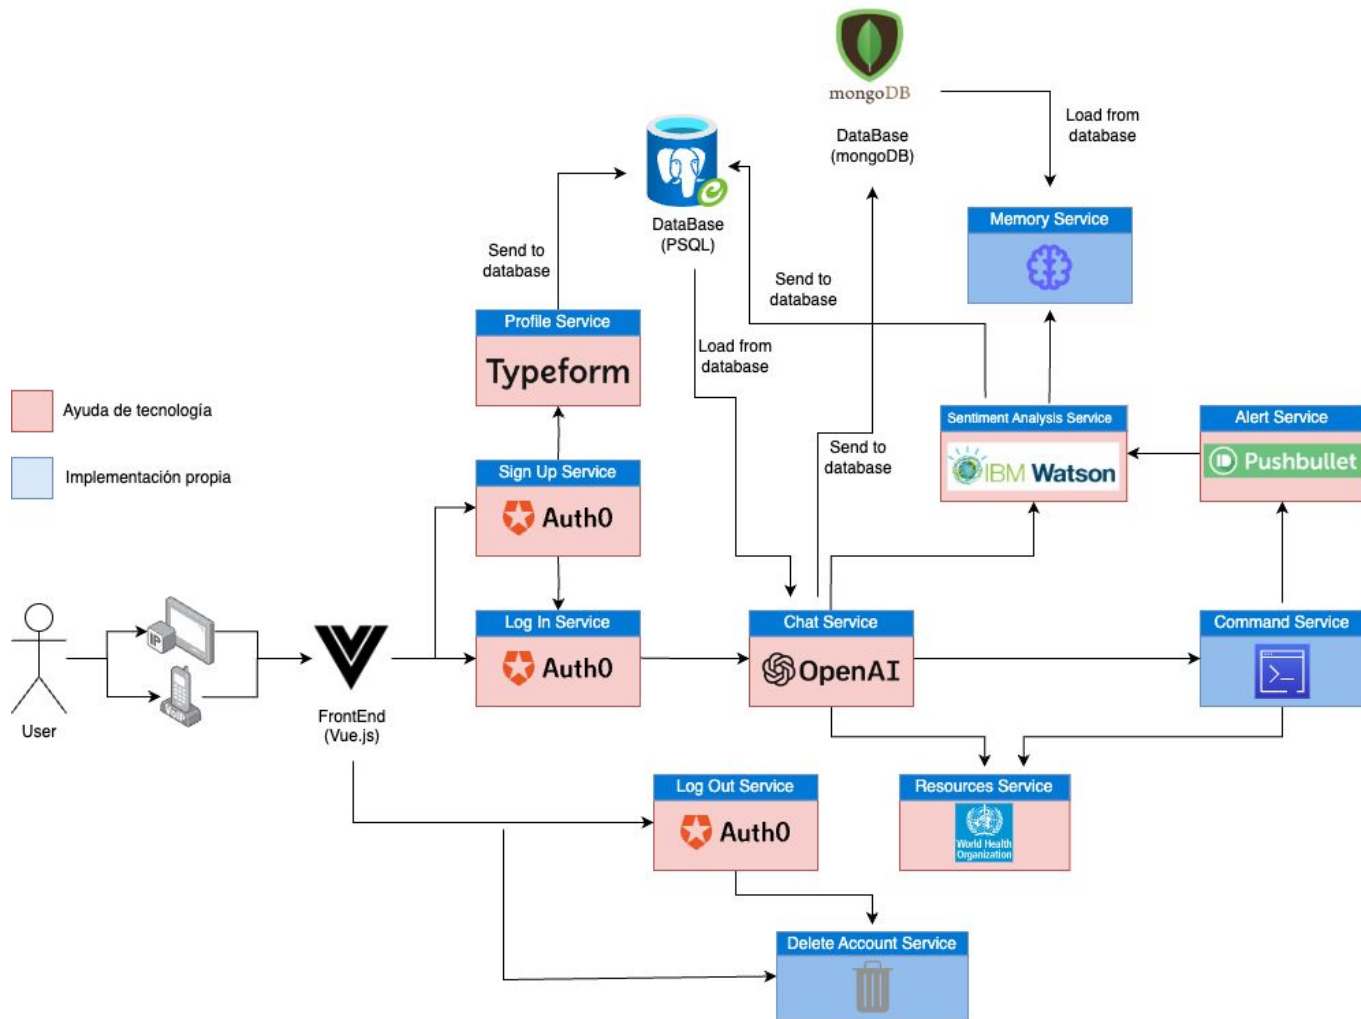 mongoDB
DataBase
(mongoDB)
Load from
database
DataBase
(PSQL)
Memory Service
Send to
database
Send to
database
Profile Service
Typeform
Load from
database
Ayuda de tecnología
Implementación propia
Sentiment Analysis Service
IBM Watson
Alert Service
Pushbullet
Send to
database
Sign Up Service
Auth0
Log In Service
Auth0
Chat Service
OpenAI
Command Service
>_
IP
User
FrontEnd
(Vue.js)
Log Out Service
Auth0
Resources Service
World Health
Organization
Delete Account Service